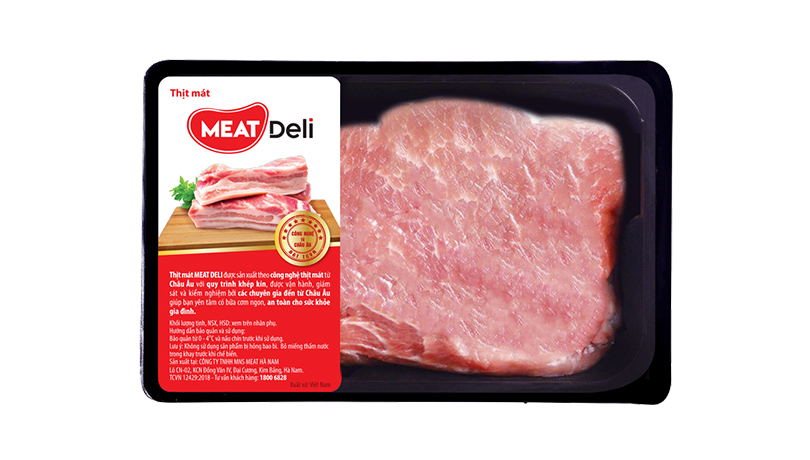 Thịt mát
MEAT Deli
CÔNG NGHỆ
TỪ
CHÂU ÂU
ĐẠT TCVN
Thịt mát MEAT DELI được sản xuất theo công nghệ thịt mát từ
Châu Âu với quy trình khép kín, được vận hành, giám
sát và kiểm nghiệm bởi các chuyên gia đến từ Châu Âu
giúp bạn yên tâm có bữa cơm ngon, an toàn cho sức khỏe
gia đình.
Khối lượng tịnh, NSX, HSD: xem trên nhãn phụ.
Hướng dẫn bảo quản và sử dụng:
Bảo quản từ 0 - 4°C và nấu chín trước khi sử dụng.
Lưu ý: Không sử dụng sản phẩm bị hỏng bao bì. Bỏ miếng thấm nước
trong khay trước khi chế biến.
Sản xuất tại: CÔNG TY TNHH MNS MEAT HÀ NAM
Lô CN-02, KCN Đồng Văn IV, Đại Cương, Kim Bảng, Hà Nam.
TCVN 12429:2018 - Tư vấn khách hàng: 1800 6828
Xuất xứ: Việt Nam